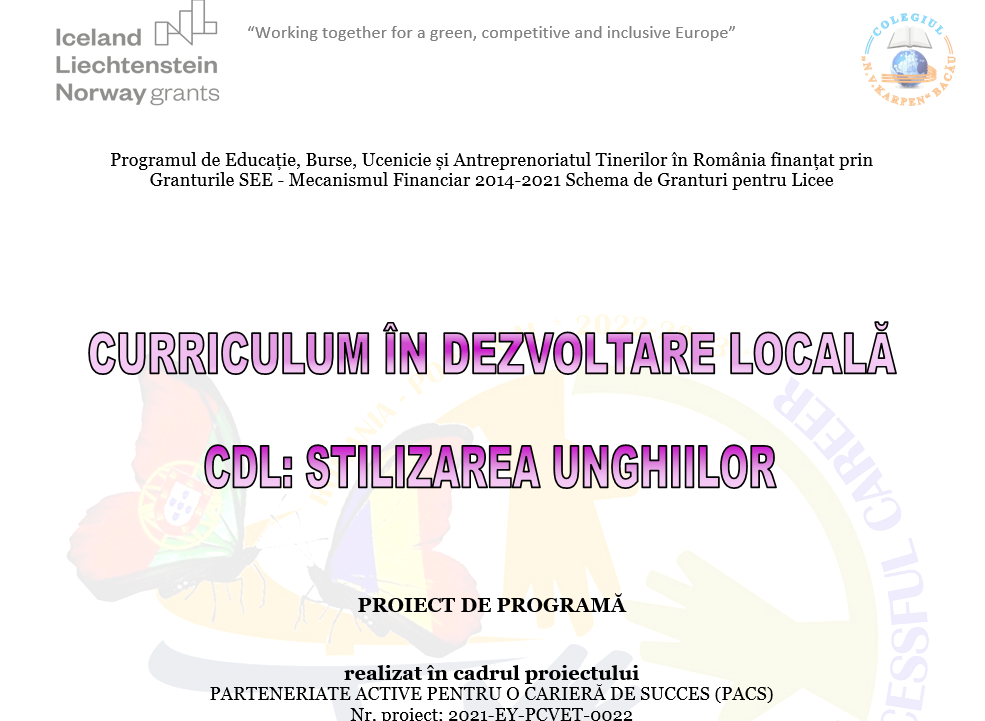 Iceland
Liechtenstein
Norway grants
“Working together for a green, competitive and inclusive Europe”
COLEGIUL
"N.V.KARPEN" BACĂU
Programul de Educație, Burse, Ucenicie și Antreprenoriatul Tinerilor în România finanțat prin
Granturile SEE - Mecanismul Financiar 2014-2021 Schema de Granturi pentru Licee
CURRICULUM ÎN DEZVOLTARE LOCALĂ
CDL: STILIZAREA UNGHIILOR
CAREER
PROIECT DE PROGRAMĂ
realizat în cadrul proiectului
PARTENERIATE ACTIVE PENTRU O CARIERĂ DE SUCCES (PACS)
Nr. proiect: 2021-EY-PCVET-0022